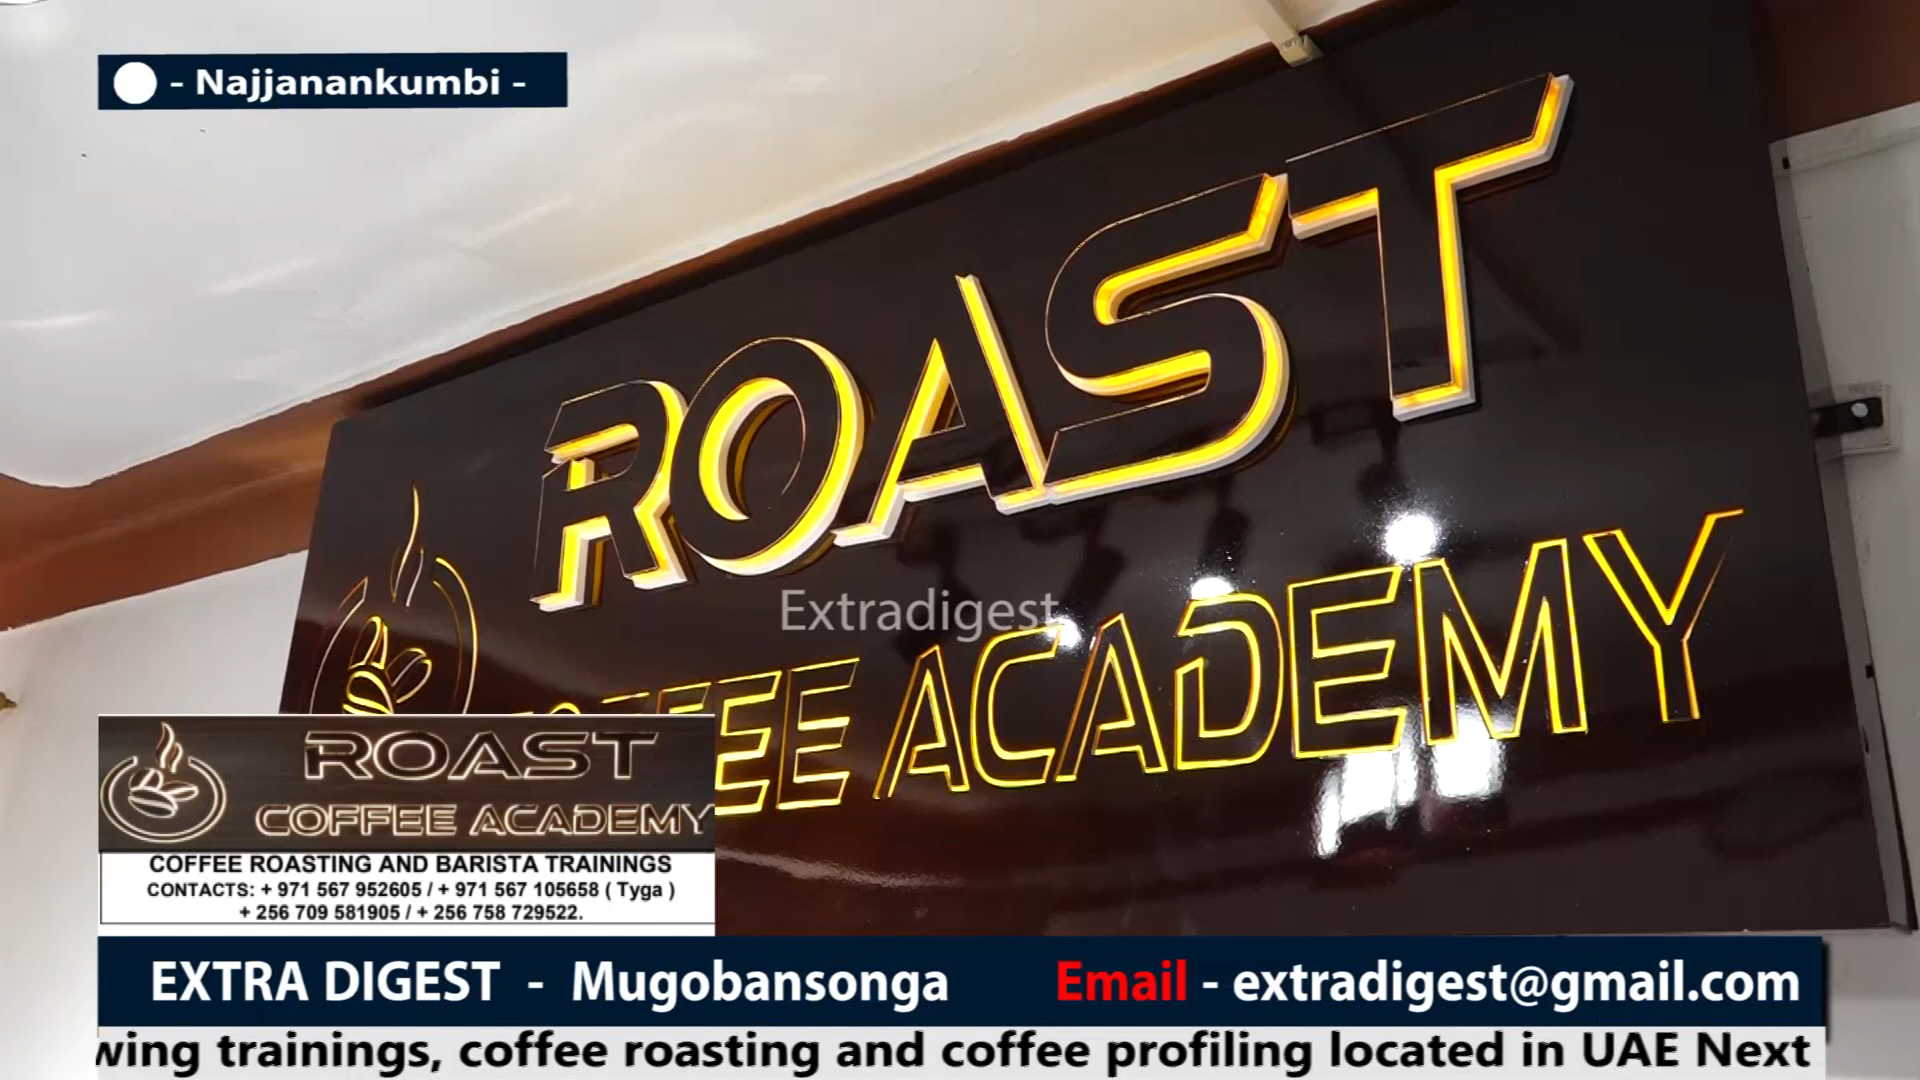 - Najjanankumbi -
ROAST
Extradigest
COFFEE ACADEMY
ROAST
COFFEE ACADEMY
COFFEE ROASTING AND BARISTA TRAININGS
CONTACTS: + 971 567 952605 / + 971 567 105658 ( Tyga )
+ 256 709 581905 / + 256 758 729522.
EXTRA DIGEST - Mugobansonga Email - extradigest@gmail.com
wing trainings, coffee roasting and coffee profiling located in UAE Next